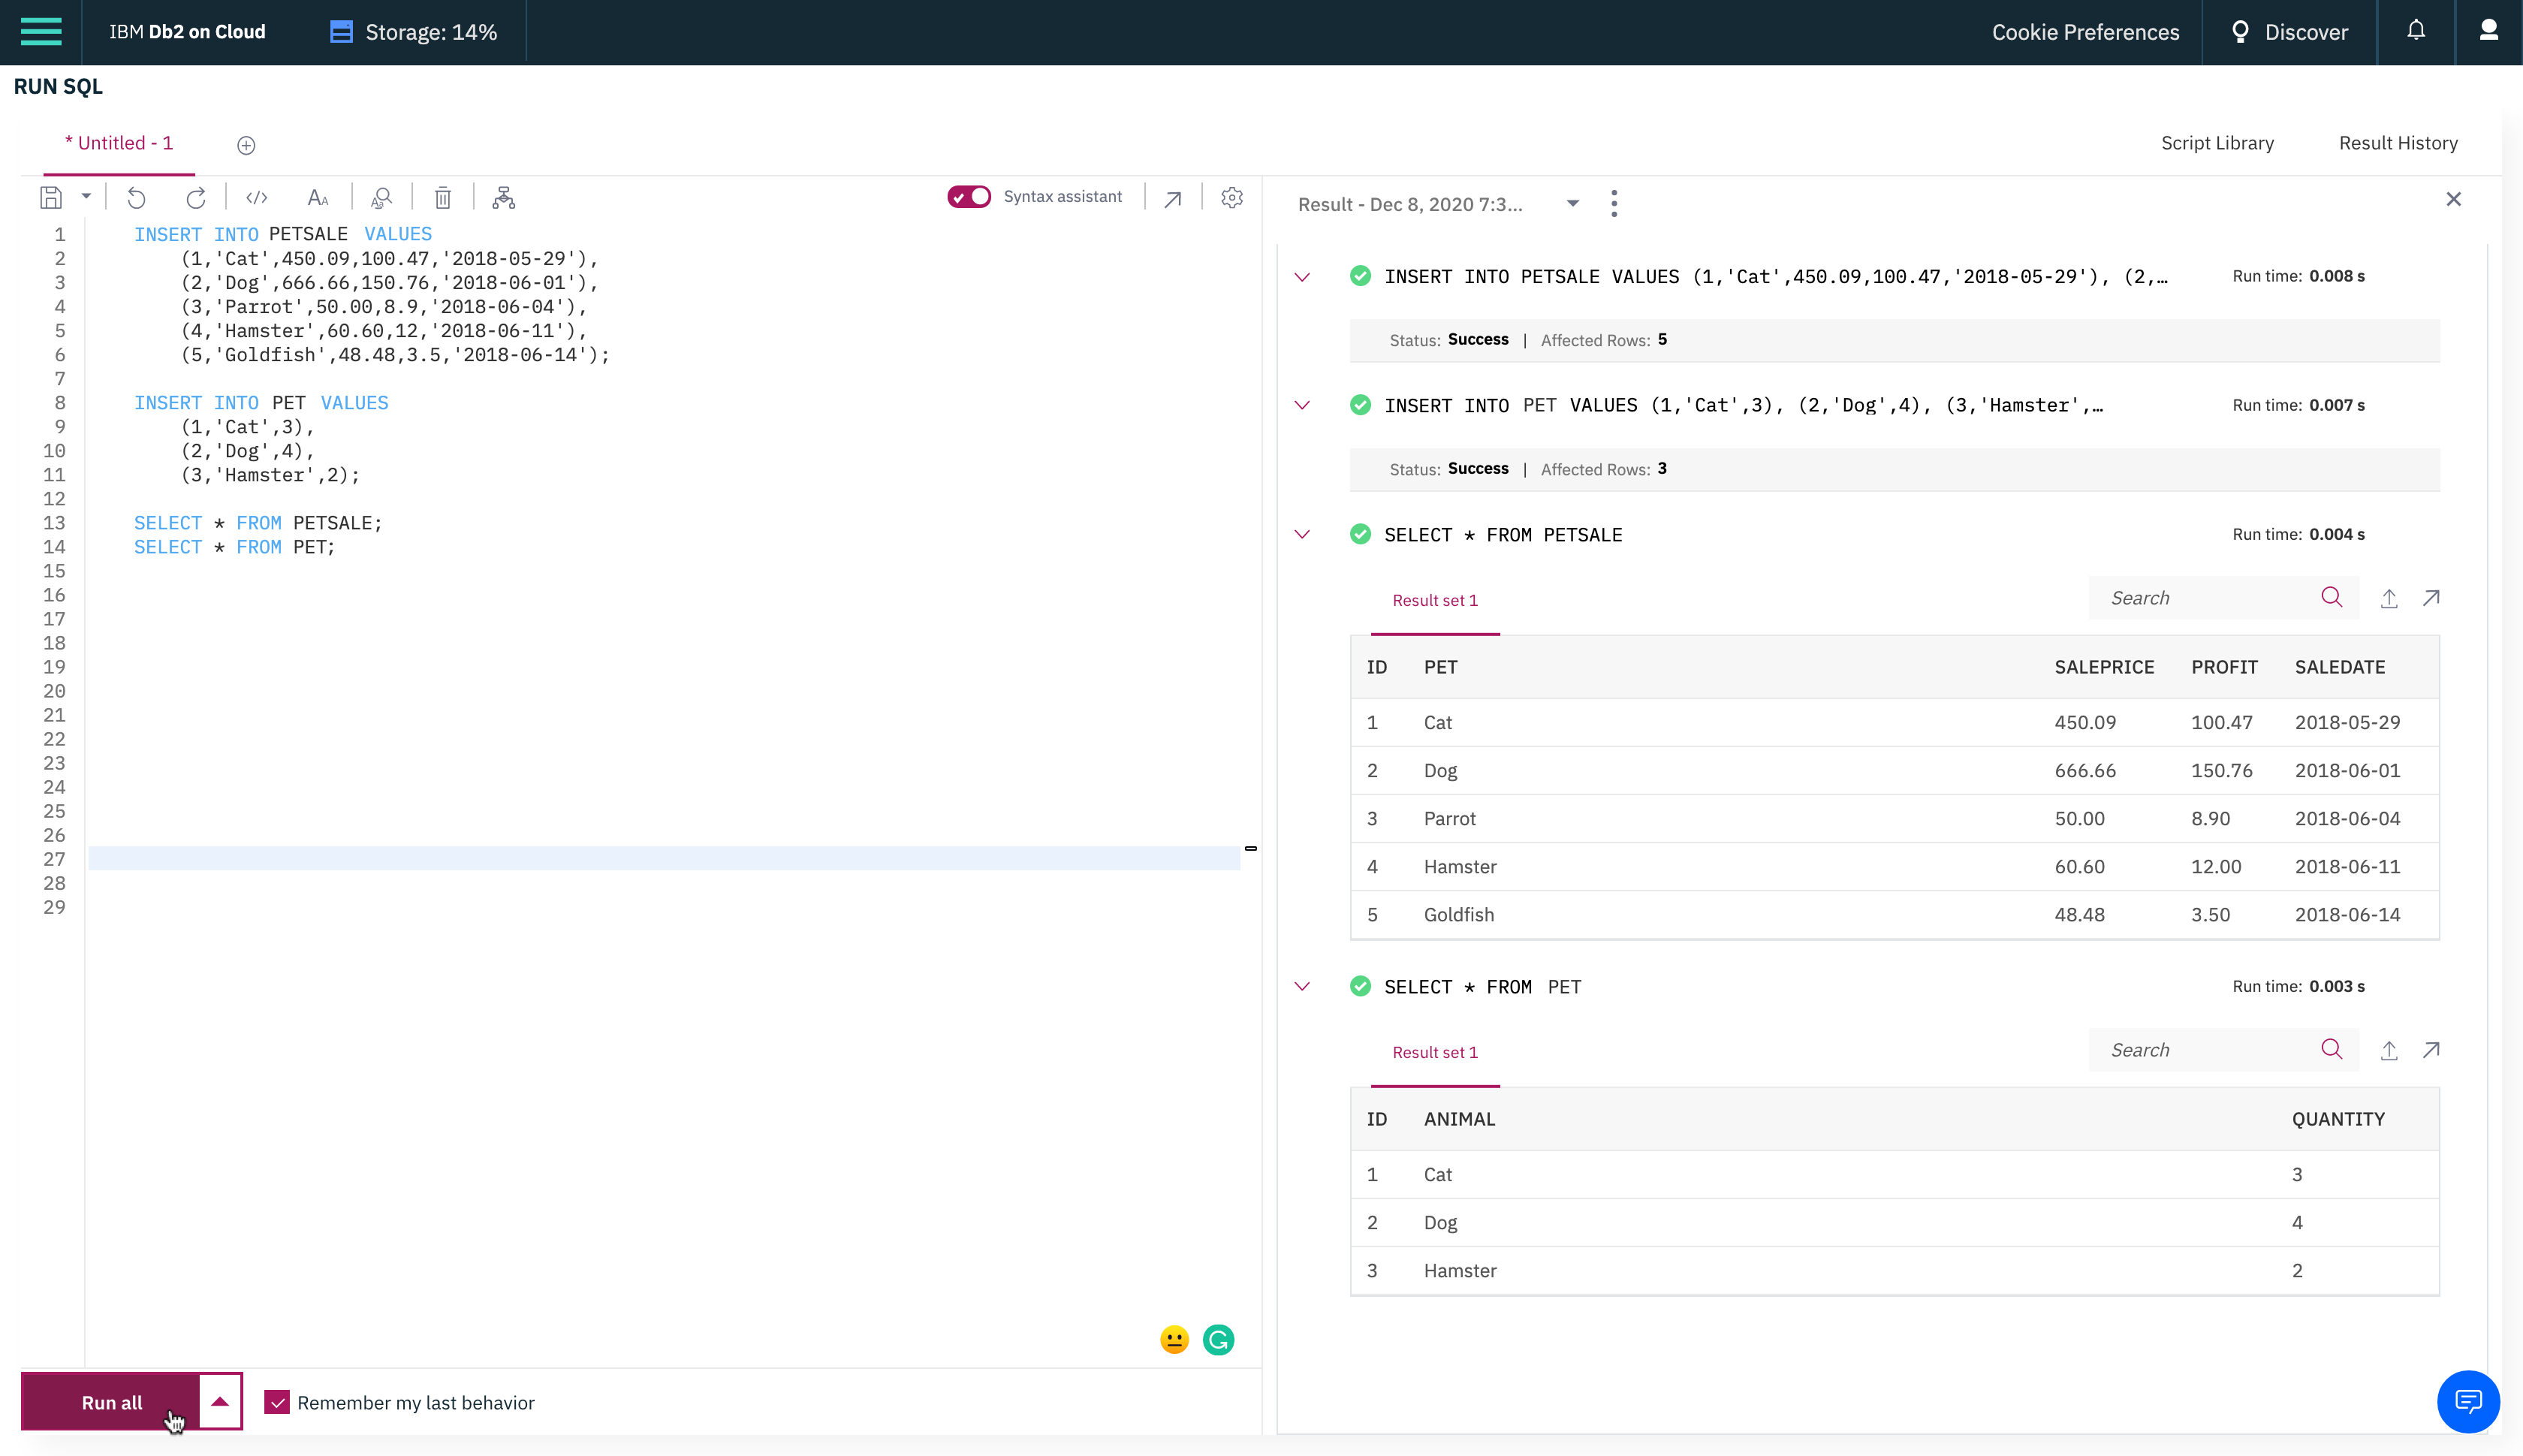 IBM Db2 on Cloud
Storage: 14%
Cookie Preferences
Discover
RUN SQL
* Untitled - 1
Script Library
Result History
Syntax assistant
1 INSERT INTO PETSALE VALUES
2 (1,'Cat',450.09,100.47,'2018-05-29'),
3 (2,'Dog',666.66,150.76,'2018-06-01'),
4 (3,'Parrot',50.00,8.9,'2018-06-04'),
5 (4,'Hamster',60.60,12,'2018-06-11'),
6 (5,'Goldfish',48.48,3.5,'2018-06-14');
7
8 INSERT INTO PET VALUES
9 (1,'Cat',3),
10 (2,'Dog',4),
11 (3,'Hamster',2);
12
13 SELECT * FROM PETSALE;
14 SELECT * FROM PET;
15
16
17
18
19
20
21
22
23
24
25
26
27
28
29
Run all
Remember my last behavior
Result - Dec 8, 2020 7:3...
INSERT INTO PETSALE VALUES (1,'Cat',450.09,100.47,'2018-05-29'), (2,… Run time: 0.008 s
Status: Success | Affected Rows: 5
INSERT INTO PET VALUES (1,'Cat',3), (2,'Dog',4), (3,'Hamster',… Run time: 0.007 s
Status: Success | Affected Rows: 3
SELECT * FROM PETSALE Run time: 0.004 s
Result set 1 Search
ID PET SALEPRICE PROFIT SALEDATE
1 Cat 450.09 100.47 2018-05-29
2 Dog 666.66 150.76 2018-06-01
3 Parrot 50.00 8.90 2018-06-04
4 Hamster 60.60 12.00 2018-06-11
5 Goldfish 48.48 3.50 2018-06-14
SELECT * FROM PET Run time: 0.003 s
Result set 1 Search
ID ANIMAL QUANTITY
1 Cat 3
2 Dog 4
3 Hamster 2